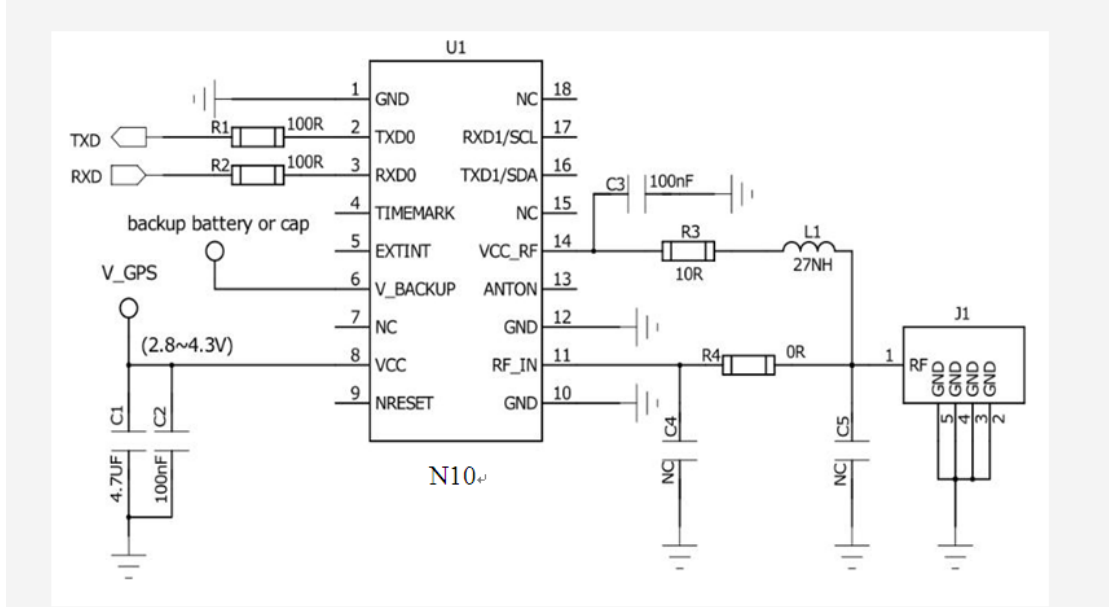 U1
1 GND
TXD R1 100R 2 TXD0
RXD R2 100R 3 RXD0
4 TIMEMARK
backup battery or cap
5 EXTINT
6 V_BACKUP
V_GPS
7 NC
(2.8~4.3V)
8 VCC
9 NRESET
C1 4.7UF
C2 100nF
NC 18
RXD1/SCL 17
TXD1/SDA 16
NC 15
VCC_RF 14
ANTON 13
GND 12
RF_IN 11
GND 10
N10↵
C3 100nF
R3
10R
L1
27NH
R4 0R
C4 NC
C5 NC
J1
1 RF
GND GND GND GND
5 4 3 2